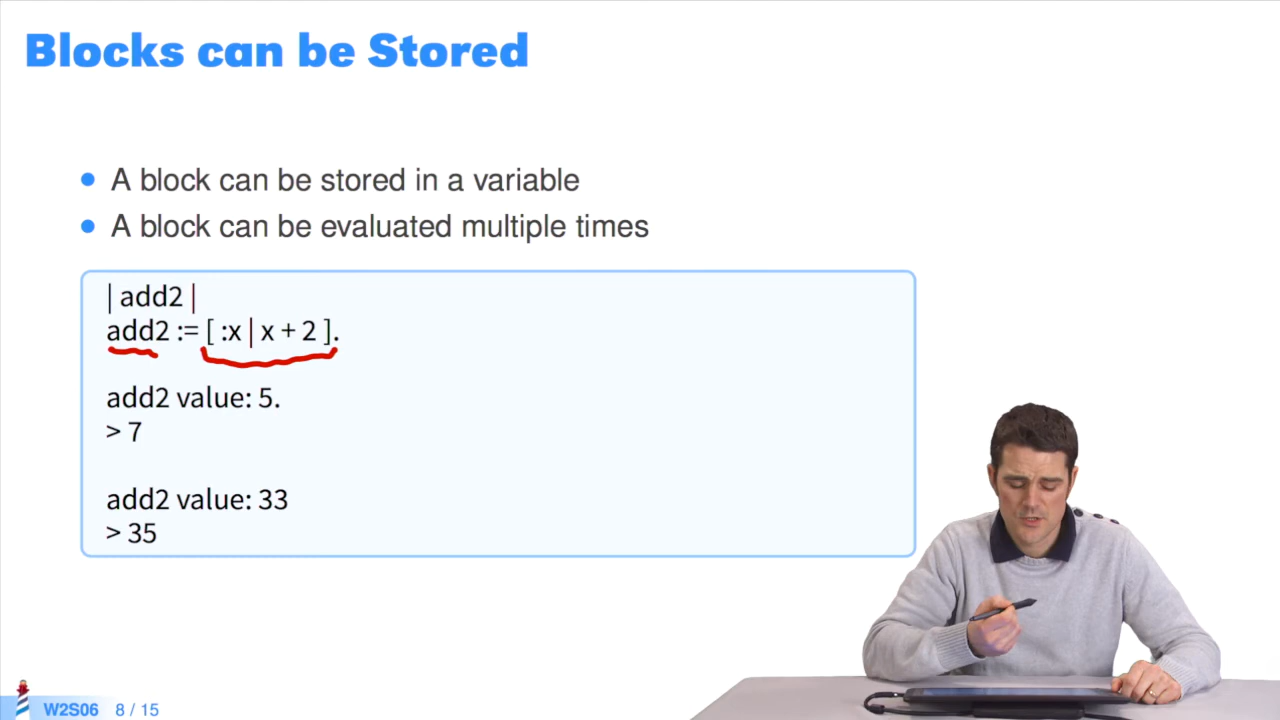 Blocks can be Stored
A block can be stored in a variable
A block can be evaluated multiple times
| add2 |
add2 := [ :x | x + 2 ].
add2 value: 5.
> 7
add2 value: 33
> 35
W2S06 8 / 15